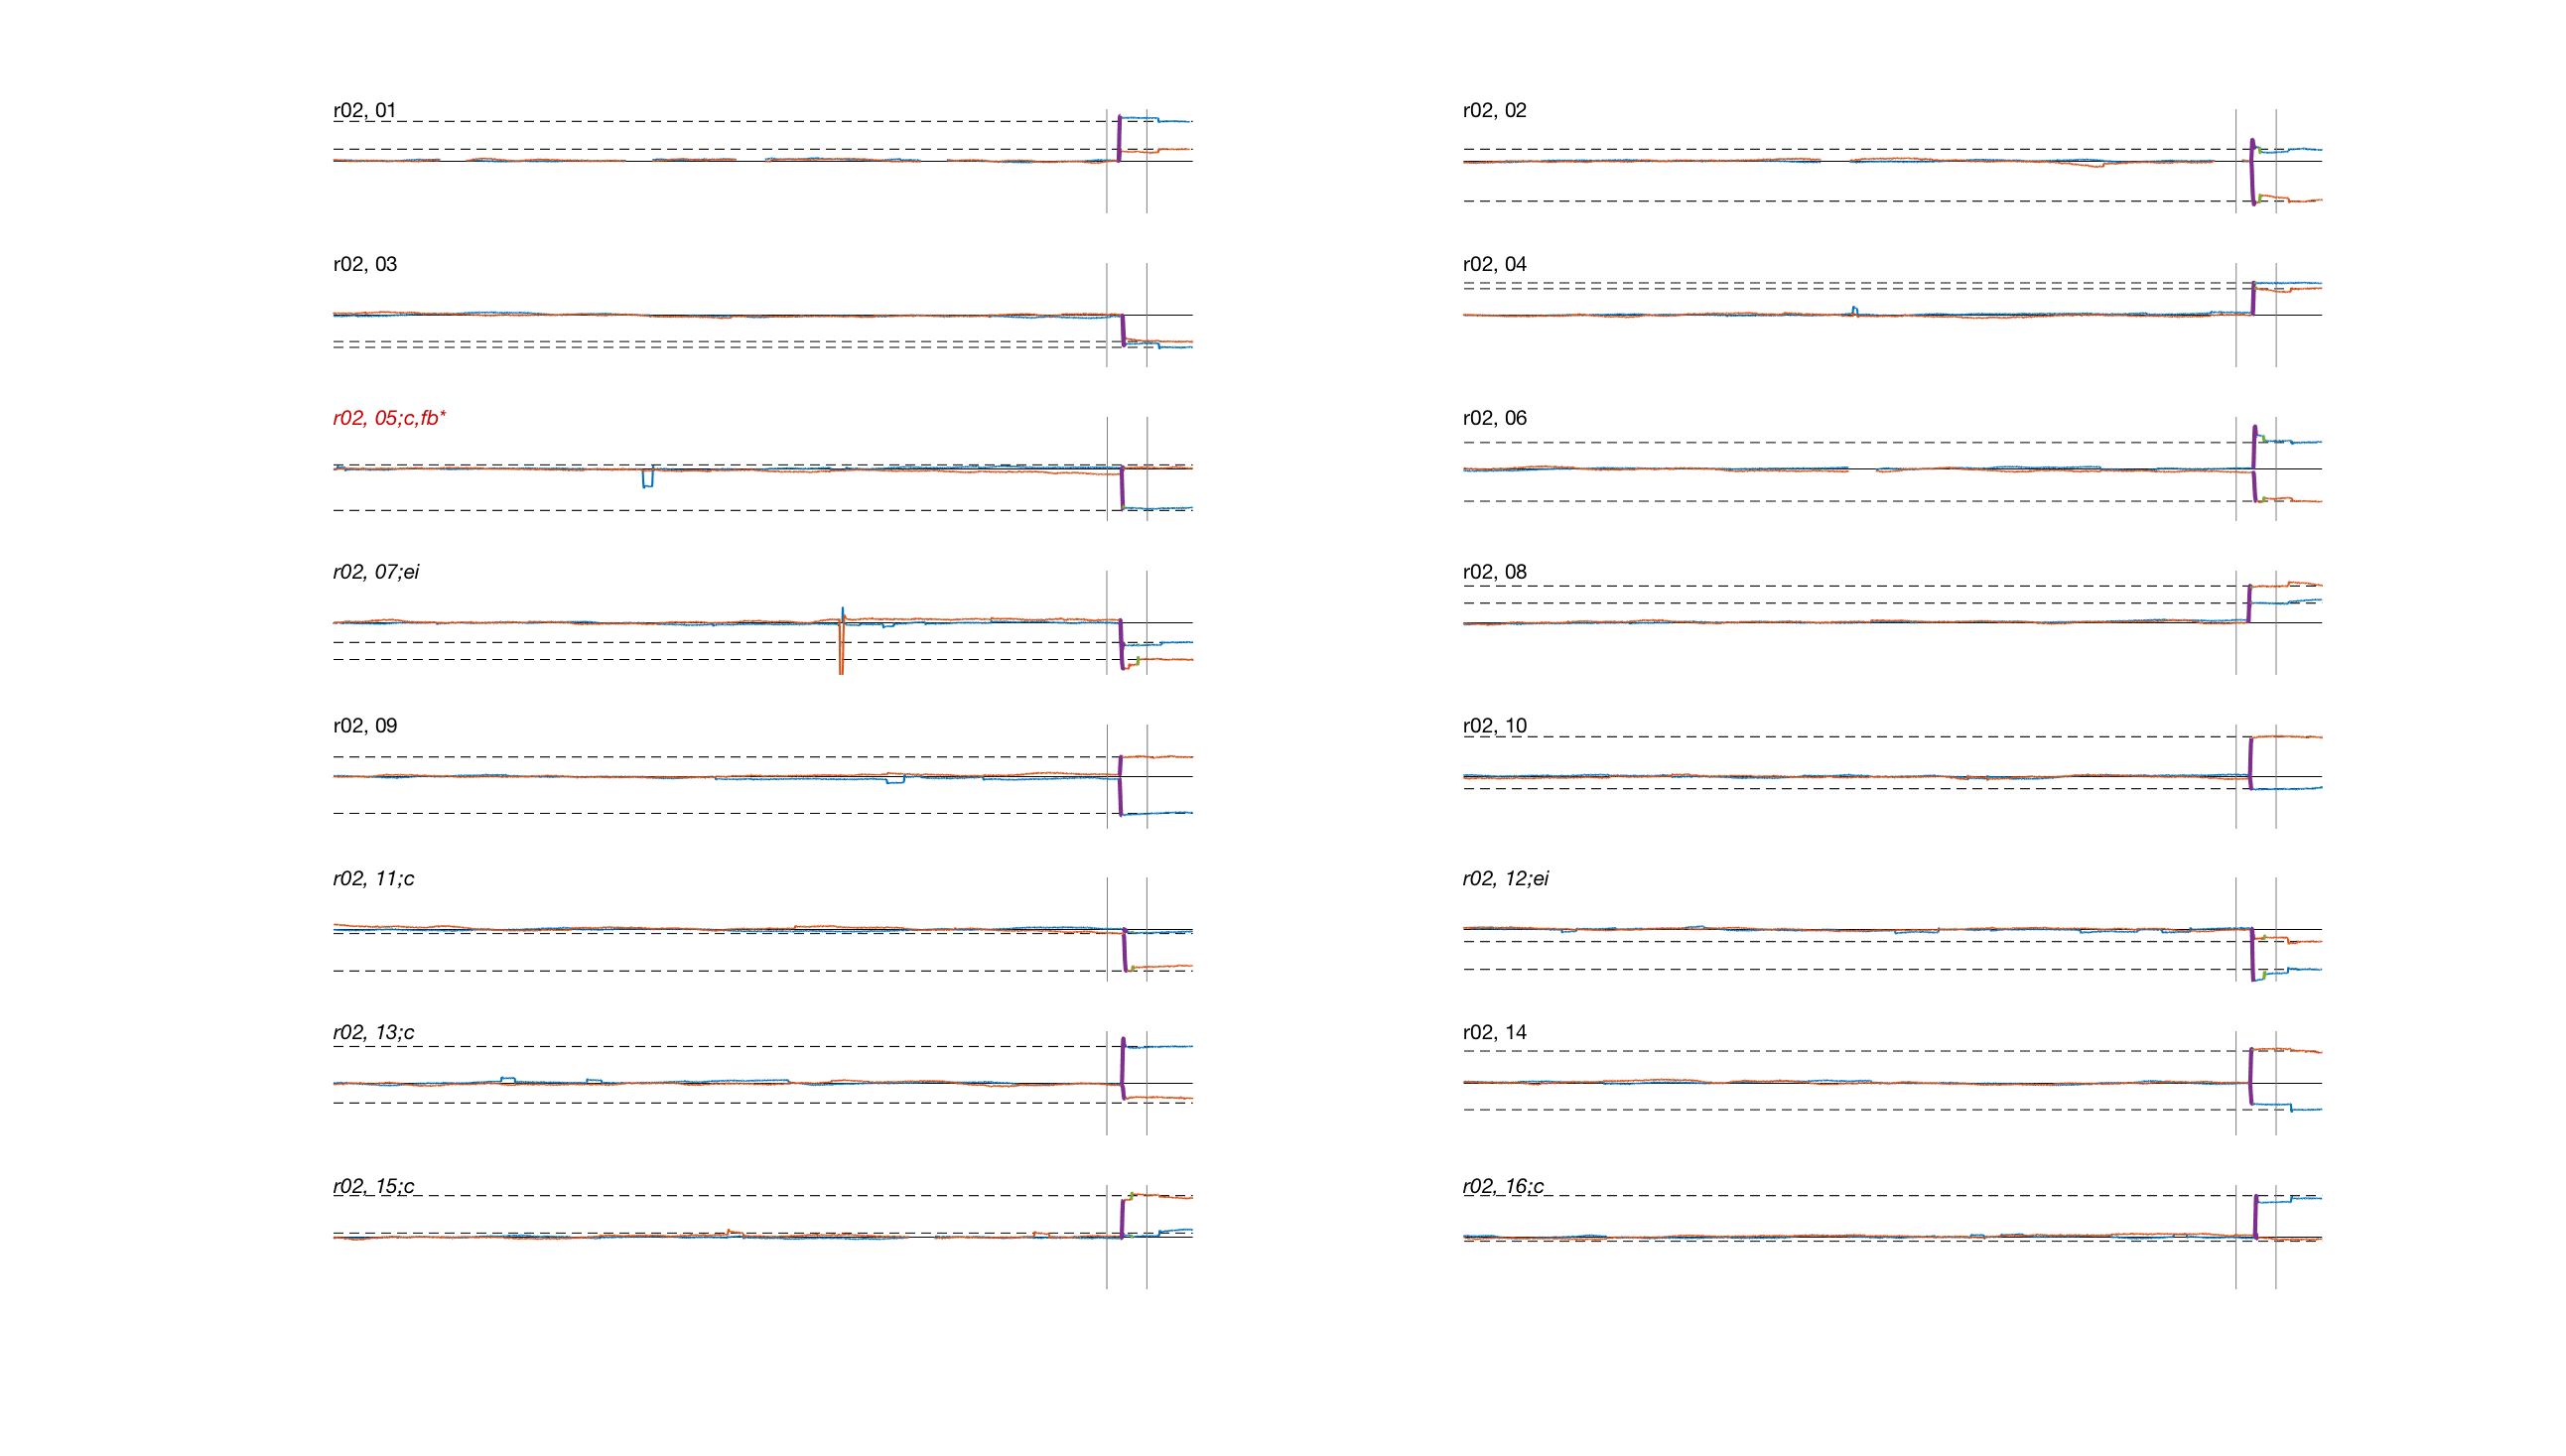 r02, 01
r02, 02
r02, 03
r02, 04
r02, 05;c,fb*
r02, 06
r02, 07;ei
r02, 08
r02, 09
r02, 10
r02, 11;c
r02, 12;ei
r02, 13;c
r02, 14
r02, 15;c
r02, 16;c